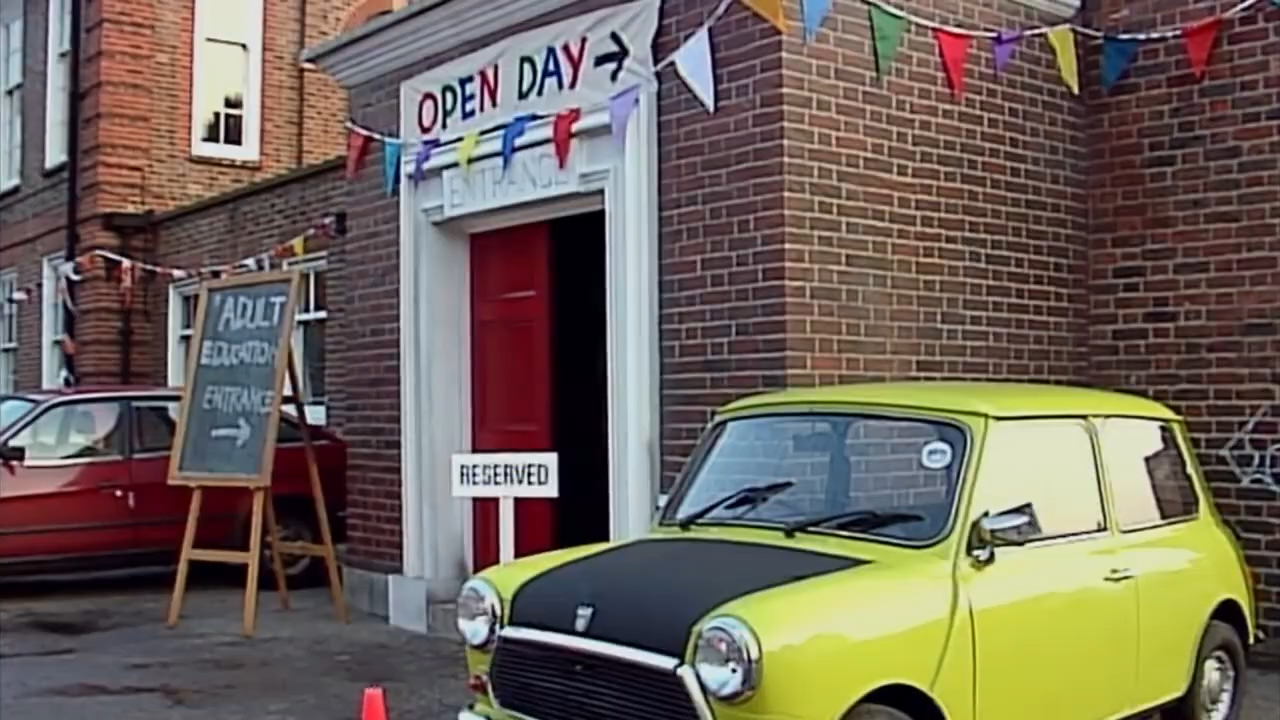 OPEN DAY →
ENTRANCE
ADULT
EDUCATION
ENTRANCE
→
RESERVED